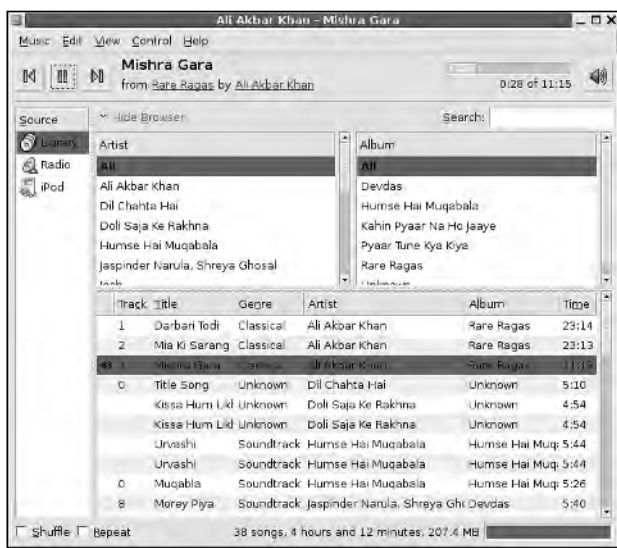 Ali Akbar Khan - Mishra Gara
Music Edit View Control Help
Mishra Gara
from Rare Ragas by Ali Akbar Khan
0:28 of 11:15
Source
Hide Browser
Search:
Library
Radio
iPod
Artist
All
Ali Akbar Khan
Dil Chahta Hai
Doli Saja Ke Rakhna
Humse Hai Muqabala
Jaspinder Narula, Shreya Ghosal
Album
All
Devdas
Humse Hai Muqabala
Kahin Pyaar Na Ho Jaaye
Pyaar Tune Kya Kiya
Rare Ragas
Unknown
Track Title Genre Artist Album Time
1 Darbari Todi Classical Ali Akbar Khan Rare Ragas 23:14
2 Mia Ki Sarang Classical Ali Akbar Khan Rare Ragas 23:13
Mishra Gara Classical Ali Akbar Khan Rare Ragas 11:15
0 Title Song Unknown Dil Chahta Hai Unknown 5:10
Kissa Hum Unknown Doli Saja Ke Rakhna Unknown 4:54
Kissa Hum Unknown Doli Saja Ke Rakhna Unknown 4:54
Urvashi Soundtrack Humse Hai Muqabala Humse Hai Muq 5:44
Urvashi Soundtrack Humse Hai Muqabala Humse Hai Muq 5:44
0 Muqabla Soundtrack Humse Hai Muqabala Humse Hai Muq 5:26
8 Morey Piya Soundtrack Jaspinder Narula, Shreya Gho Devdas 5:40
Shuffle Repeat 38 songs, 4 hours and 12 minutes, 207.4 MB